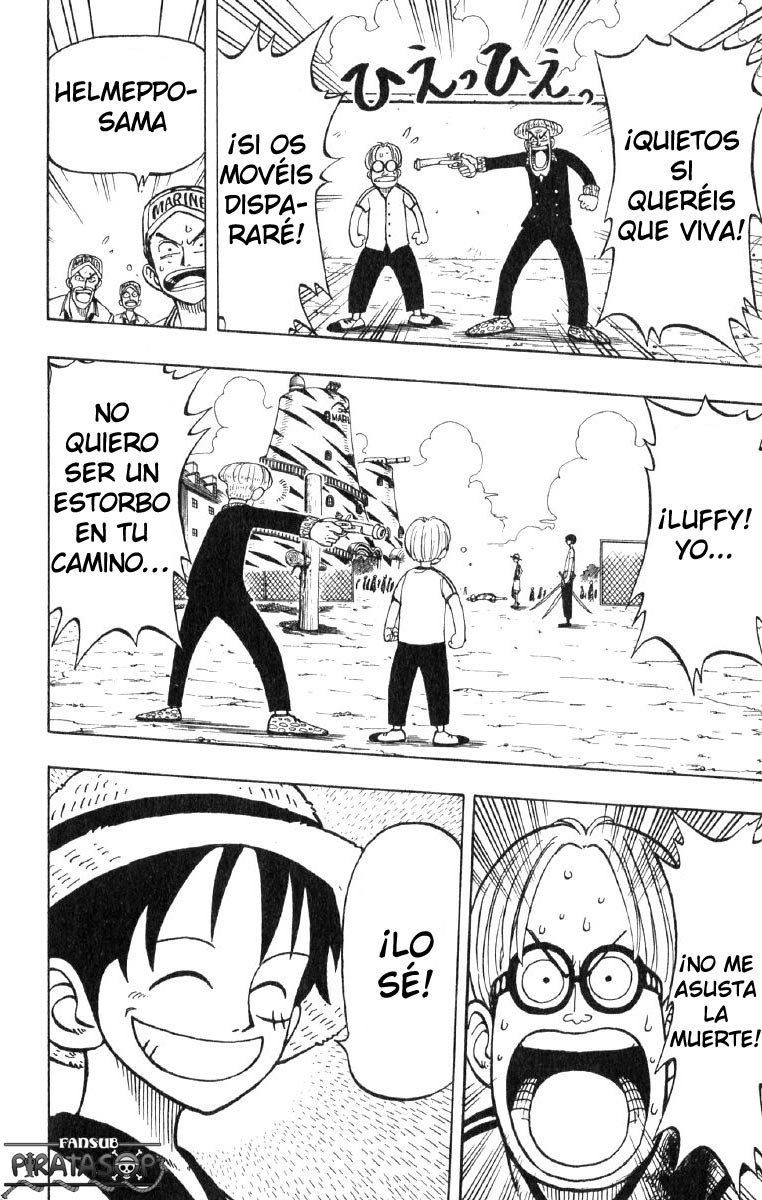 ¡QUIETOS
SI
QUERÉIS
QUE VIVA!
ひえっひえっ
¡SI OS
MOVÉIS
DISPA-
RARÉ!
HELMEPPO-
SAMA
MARINE
¡LUFFY!
YO...
MARI
NO
QUIERO
SER UN
ESTORBO
EN TU
CAMINO...
¡NO ME
ASUSTA
LA
MUERTE!
¡LO
SÉ!
FANSUB
PIRATASOP